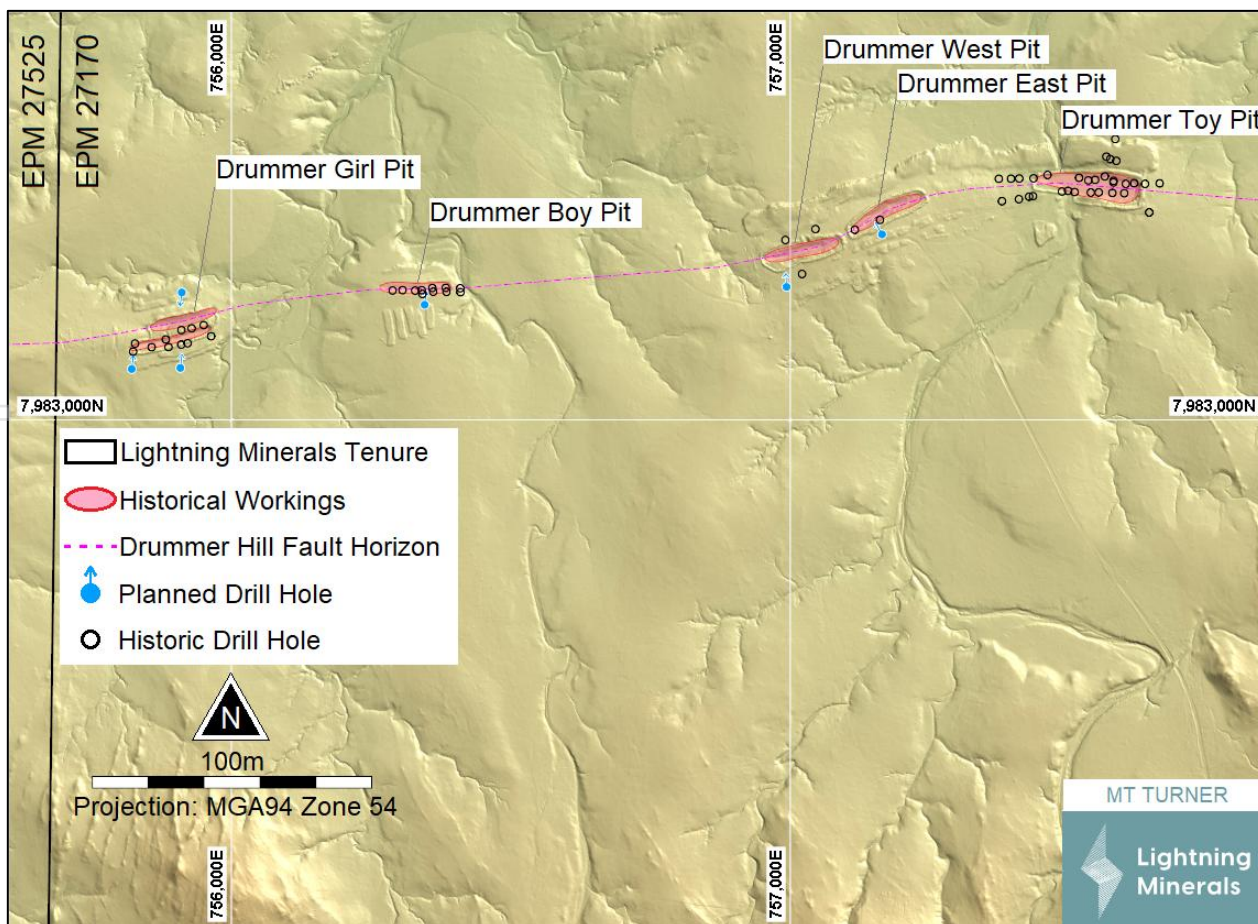 EPM 27525
EPM 27170
756,000E
757,000E
Drummer West Pit
Drummer East Pit
Drummer Toy Pit
Drummer Girl Pit
Drummer Boy Pit
7,983,000N
7,983,000N
Lightning Minerals Tenure
Historical Workings
Drummer Hill Fault Horizon
Planned Drill Hole
Historic Drill Hole
N
100m
Projection: MGA94 Zone 54
756,000E
757,000E
MT TURNER
Lightning
Minerals